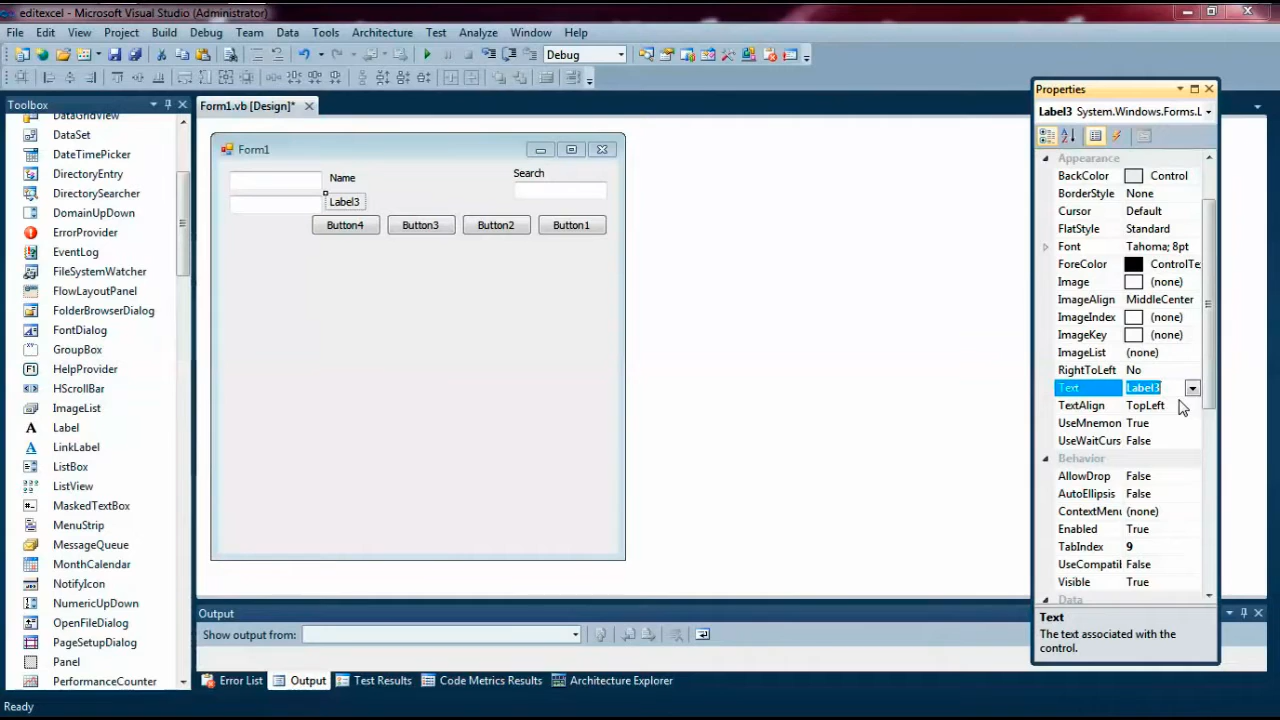 editexcel - Microsoft Visual Studio (Administrator)
File Edit View Project Build Debug Team Data Tools Architecture Test Analyze Window Help
Debug
Toolbox
DataGridView
DataSet
DateTimePicker
DirectoryEntry
DirectorySearcher
DomainUpDown
ErrorProvider
EventLog
FileSystemWatcher
FlowLayoutPanel
FolderBrowserDialog
FontDialog
GroupBox
HelpProvider
HScrollBar
ImageList
Label
LinkLabel
ListBox
ListView
MaskedTextBox
MenuStrip
MessageQueue
MonthCalendar
NotifyIcon
NumericUpDown
OpenFileDialog
PageSetupDialog
Panel
PerformanceCounter
Form1.vb [Design]*
Form1
Name
Search
Label3
Button4 Button3 Button2 Button1
Output
Show output from:
Error List Output Test Results Code Metrics Results Architecture Explorer
Properties
Label3 System.Windows.Forms.L
Appearance
BackColor Control
BorderStyle None
Cursor Default
FlatStyle Standard
Font Tahoma; 8pt
ForeColor ControlTe
Image (none)
ImageAlign MiddleCenter
ImageIndex (none)
ImageKey (none)
ImageList (none)
RightToLeft No
Text Label3
TextAlign TopLeft
UseMnemon True
UseWaitCurs False
Behavior
AllowDrop False
AutoEllipsis False
ContextMenu (none)
Enabled True
TabIndex 9
UseCompatil False
Visible True
Data
Text
The text associated with the
control.
Ready